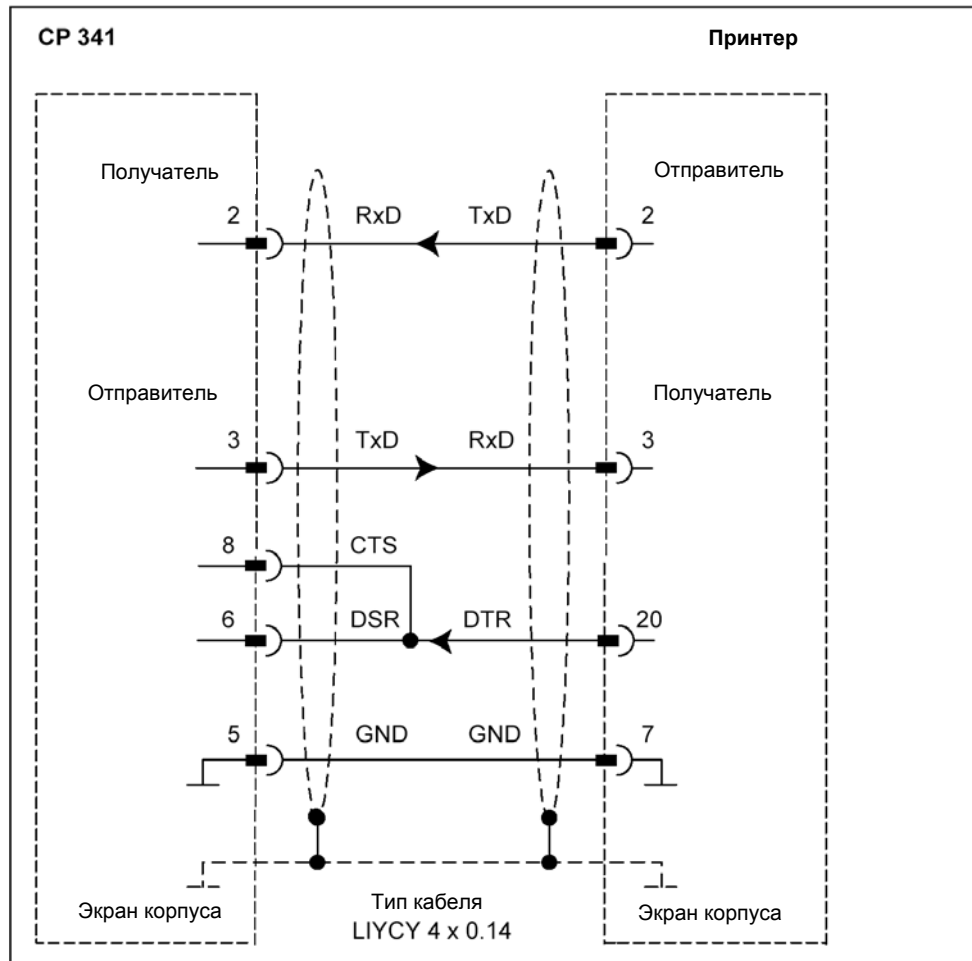 CP 341
Принтер
Получатель
Отправитель
2
RxD
TxD
2
Отправитель
Получатель
3
TxD
RxD
3
8
CTS
6
DSR
DTR
20
5
GND
GND
7
Экран корпуса
Тип кабеля
LIYCY 4 x 0.14
Экран корпуса